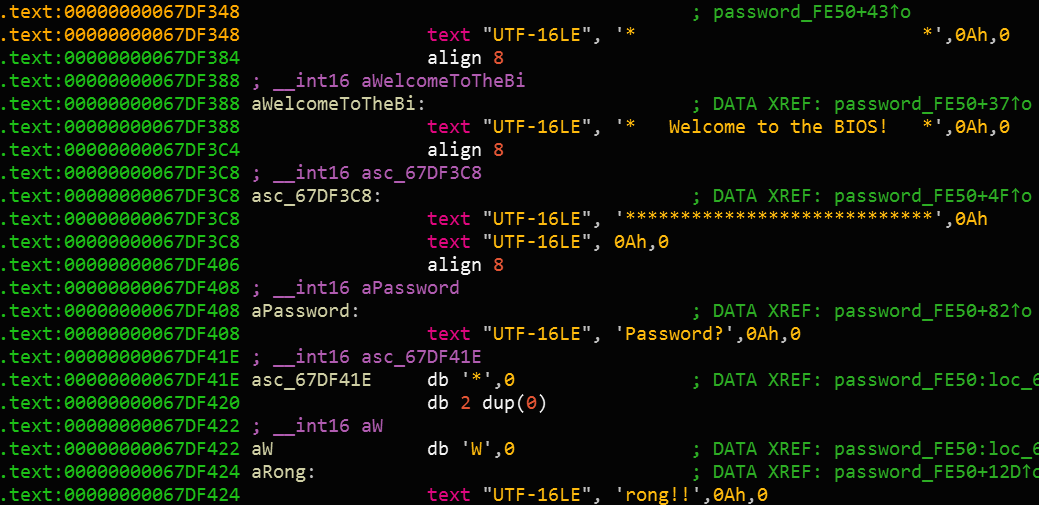 .text:00000000067DF348 ; password_FE50+43↑o
.text:00000000067DF348 text "UTF-16LE", '*                          *',0Ah,0
.text:00000000067DF384 align 8
.text:00000000067DF388 ; __int16 aWelcomeToTheBi
.text:00000000067DF388 aWelcomeToTheBi: ; DATA XREF: password_FE50+37↑o
.text:00000000067DF388 text "UTF-16LE", '*   Welcome to the BIOS!   *',0Ah,0
.text:00000000067DF3C4 align 8
.text:00000000067DF3C8 ; __int16 asc_67DF3C8
.text:00000000067DF3C8 asc_67DF3C8: ; DATA XREF: password_FE50+4F↑o
.text:00000000067DF3C8 text "UTF-16LE", '****************************',0Ah
.text:00000000067DF3C8 text "UTF-16LE", 0Ah,0
.text:00000000067DF406 align 8
.text:00000000067DF408 ; __int16 aPassword
.text:00000000067DF408 aPassword: ; DATA XREF: password_FE50+82↑o
.text:00000000067DF408 text "UTF-16LE", 'Password?',0Ah,0
.text:00000000067DF41E ; __int16 asc_67DF41E
.text:00000000067DF41E asc_67DF41E db '*',0 ; DATA XREF: password_FE50:loc_6
.text:00000000067DF420 db 2 dup(0)
.text:00000000067DF422 ; __int16 aW
.text:00000000067DF422 aW db 'W',0 ; DATA XREF: password_FE50:loc_6
.text:00000000067DF424 aRong: ; DATA XREF: password_FE50+12D↑o
.text:00000000067DF424 text "UTF-16LE", 'rong!!',0Ah,0